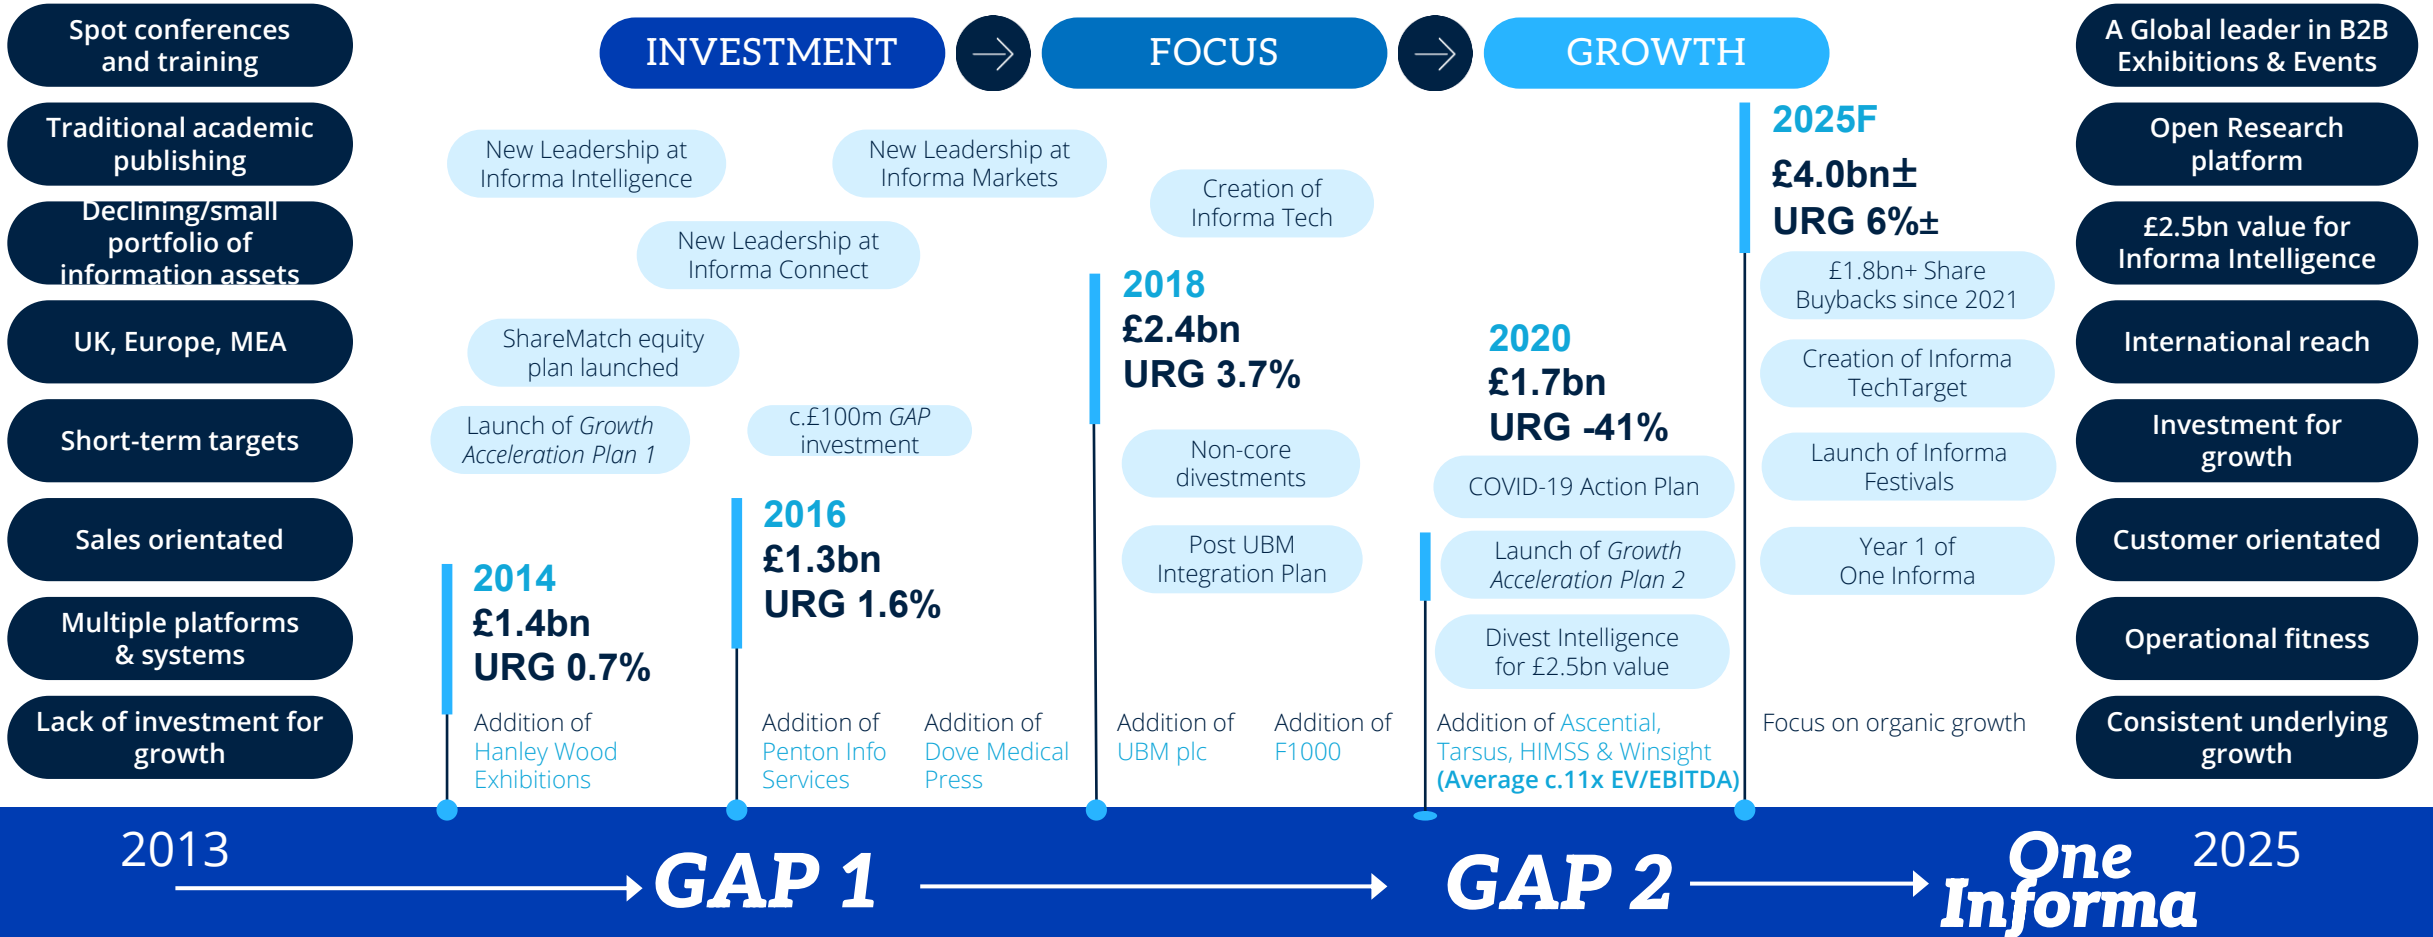 Spot conferences
and training
Traditional academic
publishing
Declining/small
portfolio of
information assets
UK, Europe, MEA
Short-term targets
Sales orientated
Multiple platforms
& systems
Lack of investment for
growth
INVESTMENT
FOCUS
GROWTH
New Leadership at
Informa Intelligence
New Leadership at
Informa Markets
New Leadership at
Informa Connect
Creation of
Informa Tech
ShareMatch equity
plan launched
Launch of Growth
Acceleration Plan 1
c.£100m GAP
investment
2014
£1.4bn
URG 0.7%
Addition of
Hanley Wood
Exhibitions
2016
£1.3bn
URG 1.6%
Addition of
Penton Info
Services
Addition of
Dove Medical
Press
2018
£2.4bn
URG 3.7%
Non-core
divestments
Post UBM
Integration Plan
Addition of
UBM plc
Addition of
F1000
2020
£1.7bn
URG -41%
COVID-19 Action Plan
Launch of Growth
Acceleration Plan 2
Divest Intelligence
for £2.5bn value
Addition of Ascential,
Tarsus, HIMSS & Winsight
(Average c.11x EV/EBITDA)
2025F
£4.0bn±
URG 6%±
£1.8bn+ Share
Buybacks since 2021
Creation of Informa
TechTarget
Launch of Informa
Festivals
Year 1 of
One Informa
Focus on organic growth
A Global leader in B2B
Exhibitions & Events
Open Research
platform
£2.5bn value for
Informa Intelligence
International reach
Investment for
growth
Customer orientated
Operational fitness
Consistent underlying
growth
2013
GAP 1
GAP 2
One
Informa
2025